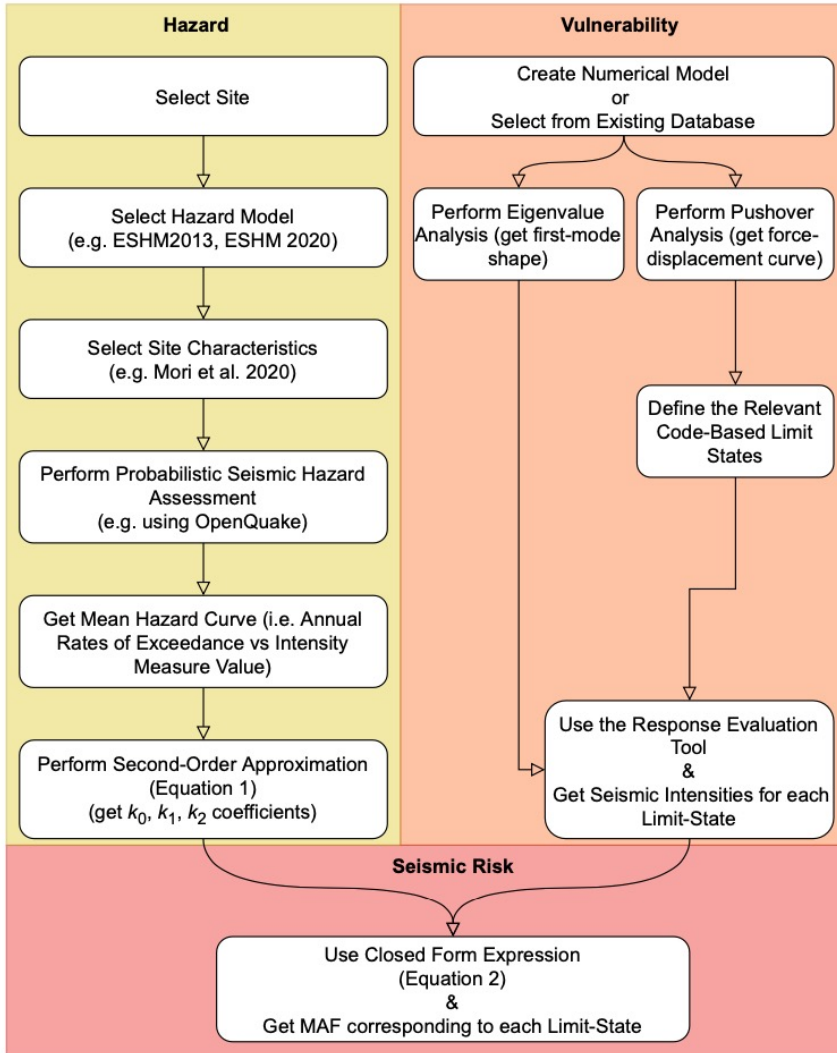 Hazard
Select Site
Select Hazard Model
(e.g. ESHM2013, ESHM 2020)
Select Site Characteristics
(e.g. Mori et al. 2020)
Perform Probabilistic Seismic Hazard
Assessment
(e.g. using OpenQuake)
Get Mean Hazard Curve (i.e. Annual
Rates of Exceedance vs Intensity
Measure Value)
Perform Second-Order Approximation
(Equation 1)
(get k0, k1, k2 coefficients)
Vulnerability
Create Numerical Model
or
Select from Existing Database
Perform Eigenvalue
Analysis (get first-mode
shape)
Perform Pushover
Analysis (get force-
displacement curve)
Define the Relevant
Code-Based Limit
States
Use the Response Evaluation
Tool
&
Get Seismic Intensities for each
Limit-State
Seismic Risk
Use Closed Form Expression
(Equation 2)
&
Get MAF corresponding to each Limit-State